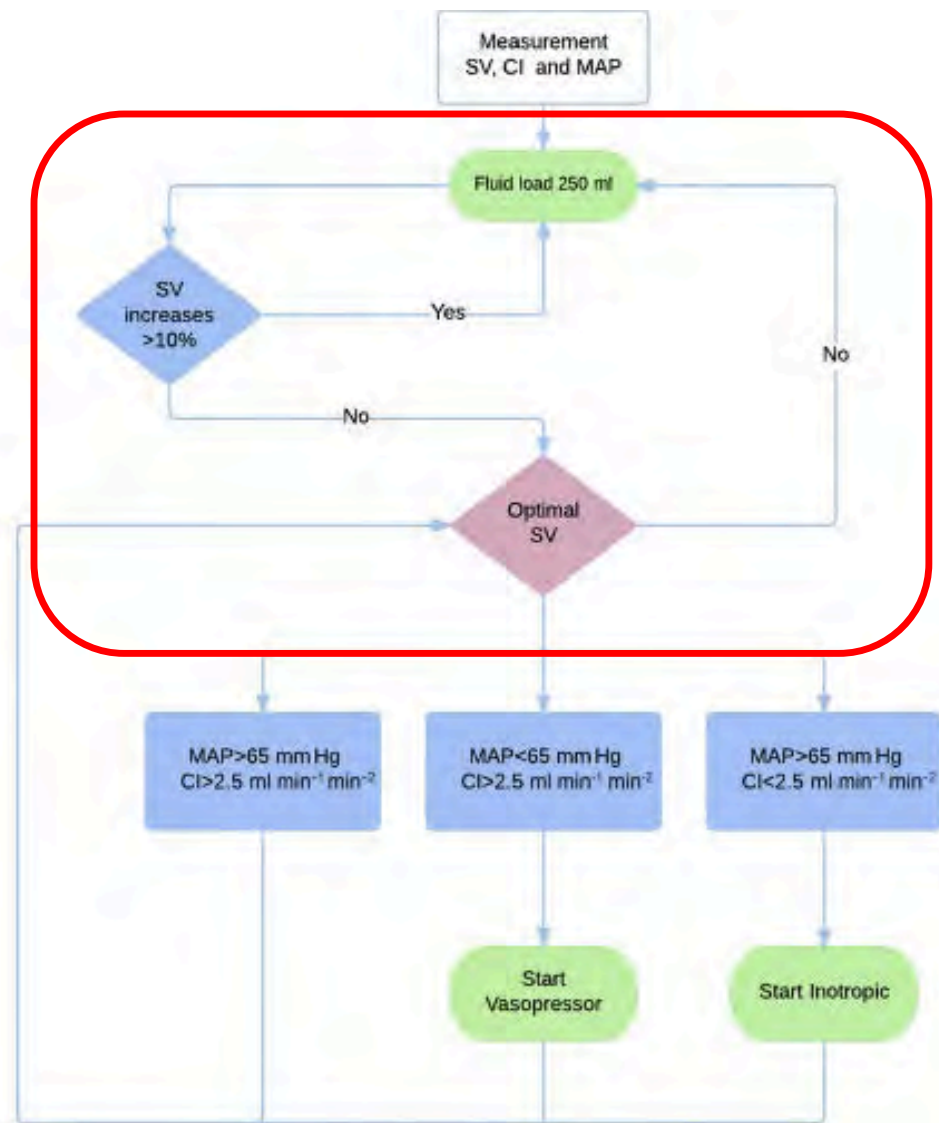 Measurement
SV, CI and MAP
Fluid load 250 ml
SV
increases
>10%
Yes
No
No
Optimal
SV
MAP>65 mm Hg
CI>2.5 ml min⁻¹ min⁻²
MAP<65 mm Hg
CI>2.5 ml min⁻¹ min⁻²
MAP>65 mm Hg
CI<2.5 ml min⁻¹ min⁻²
Start
Vasopressor
Start Inotropic